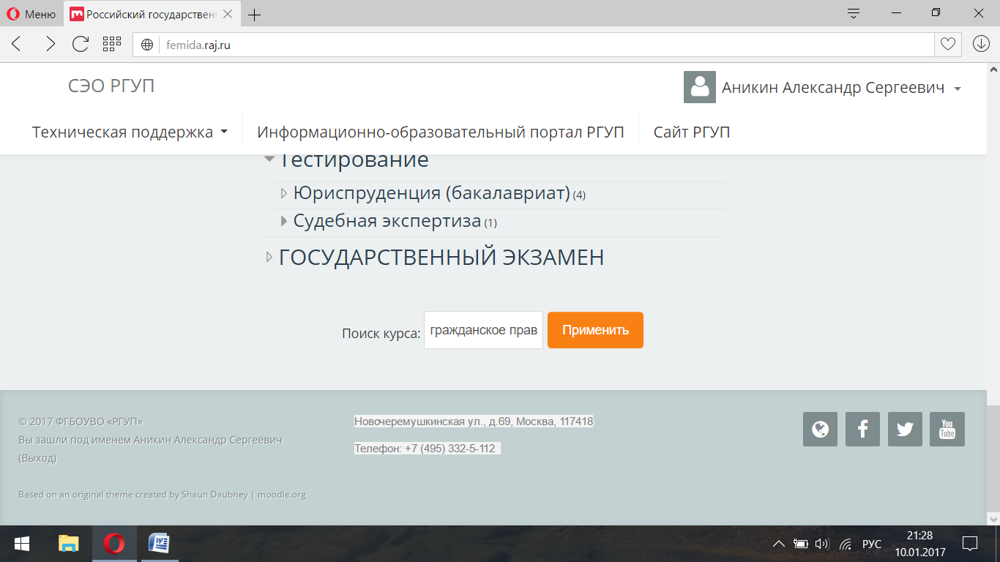 Меню
Российский государственн
femida.raj.ru
СЭО РГУП
Аникин Александр Сергеевич
Техническая поддержка
Информационно-образовательный портал РГУП
Сайт РГУП
Тестирование
Юриспруденция (бакалавриат) (4)
Судебная экспертиза (1)
ГОСУДАРСТВЕННЫЙ ЭКЗАМЕН
Поиск курса: гражданское прав Применить
© 2017 ФГБОУВО «РГУП»
Вы зашли под именем Аникин Александр Сергеевич
(Выход)
Based on an original theme created by Shaun Daubney | moodle.org
Новочеремушкинская ул., д.69, Москва, 117418
Телефон: +7 (495) 332-5-112
You
Tube
РУС
21:28
10.01.2017